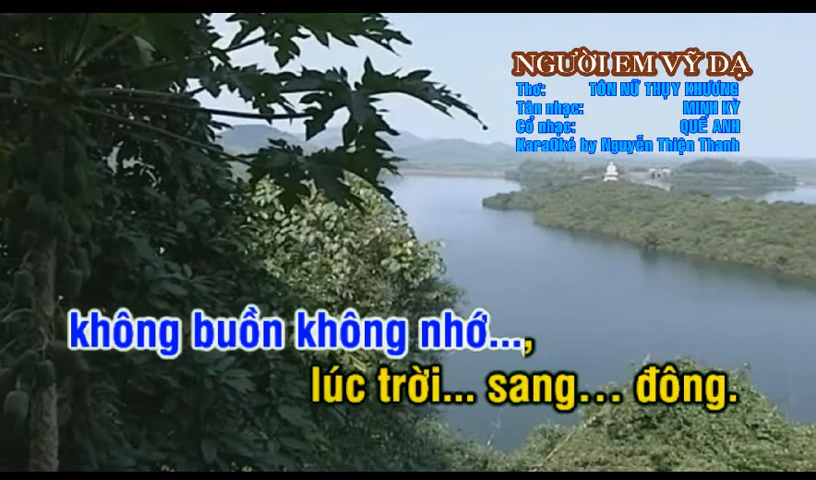 NGƯỜI EM VỸ DẠ
Thơ: TÔN NỮ THỤY KHƯƠNG
Tân nhạc: MINH KỲ
Cổ nhạc: QUẾ ANH
KaraOkê by Nguyễn Thiện Thanh
không buồn không nhớ...,
lúc trời... sang... đông.